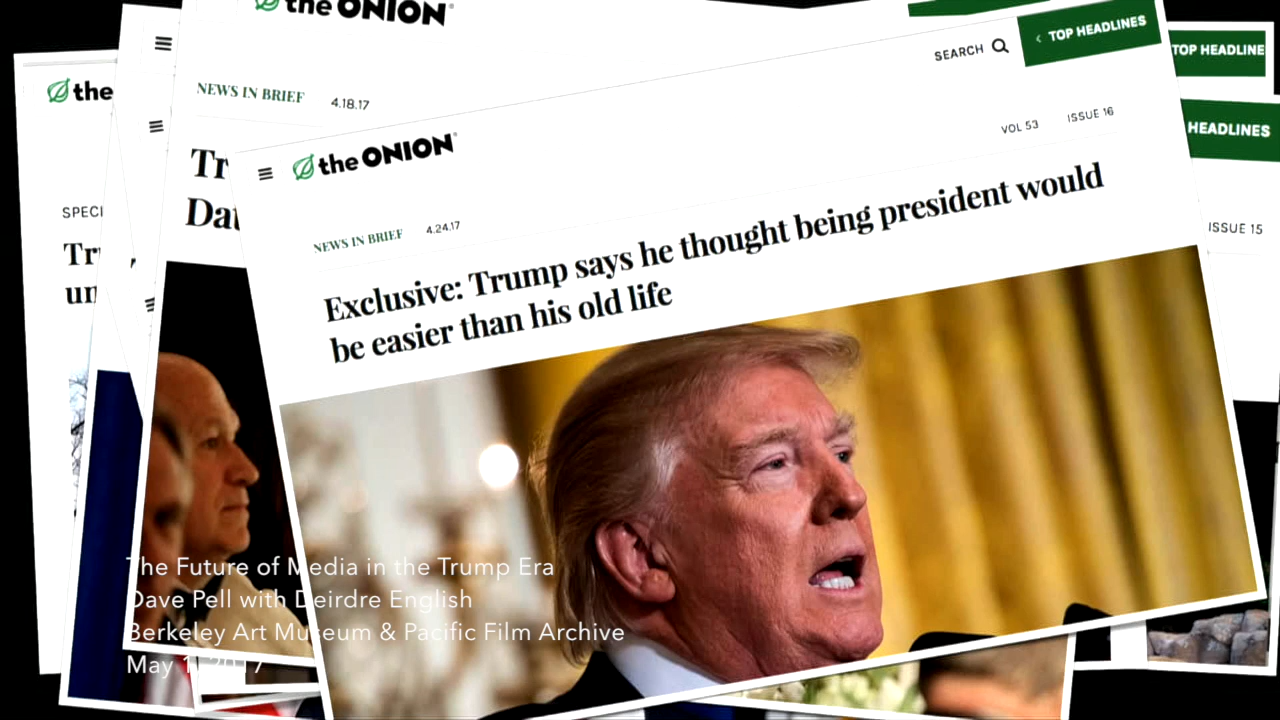 the ONION
SEARCH
‹ TOP HEADLINES
TOP HEADLINE
the
NEWS IN BRIEF 4.18.17
HEADLINES
VOL 53 ISSUE 16
the ONION
Tr
Dat
SPECI
NEWS IN BRIEF 4.24.17
ISSUE 15
Tr
un
Exclusive: Trump says he thought being president would
be easier than his old life
The Future of Media in the Trump Era
Dave Pell with Deirdre English
Berkeley Art Museum & Pacific Film Archive
May 1, 2017